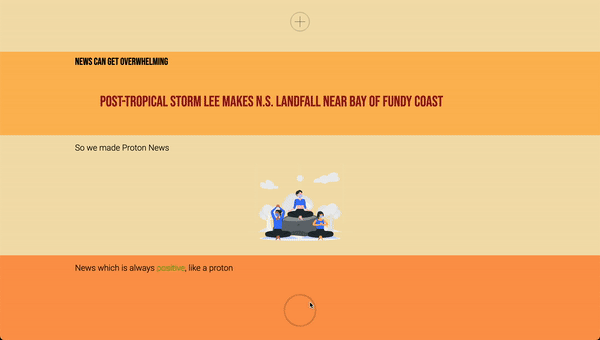 NEWS CAN GET OVERWHELMING
POST-TROPICAL STORM LEE MAKES N.S. LANDFALL NEAR BAY OF FUNDY COAST
So we made Proton News
News which is always positive, like a proton